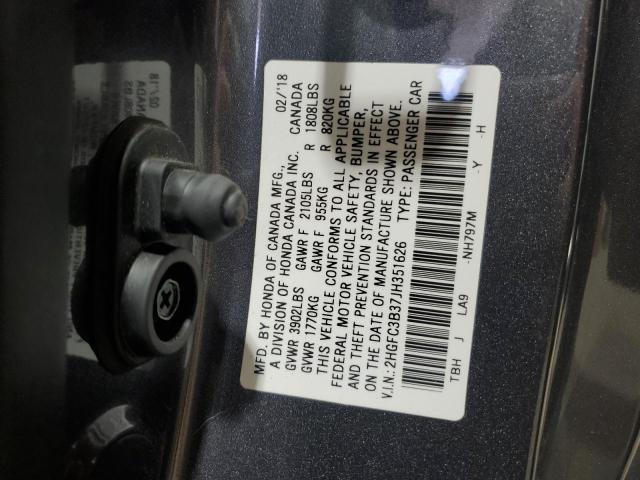 MFD. BY HONDA OF CANADA MFG., 02/'18
A DIVISION OF HONDA CANADA INC. CANADA
GVWR 3902LBS GAWR F 2105LBS R 1808LBS
GVWR 1770KG GAWR F 955KG R 820KG
THIS VEHICLE CONFORMS TO ALL APPLICABLE
FEDERAL MOTOR VEHICLE SAFETY, BUMPER,
AND THEFT PREVENTION STANDARDS IN EFFECT
ON THE DATE OF MANUFACTURE SHOWN ABOVE.
V.I.N.: 2HGFC3B37JH351626 TYPE: PASSENGER CAR
TBH J LA9 -NH797M -Y -H